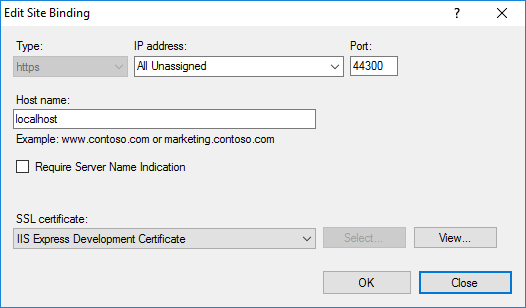 Edit Site Binding
?
Type: IP address: Port:
https All Unassigned 44300
Host name:
localhost
Example: www.contoso.com or marketing.contoso.com
Require Server Name Indication
SSL certificate:
IIS Express Development Certificate Select... View...
OK Close